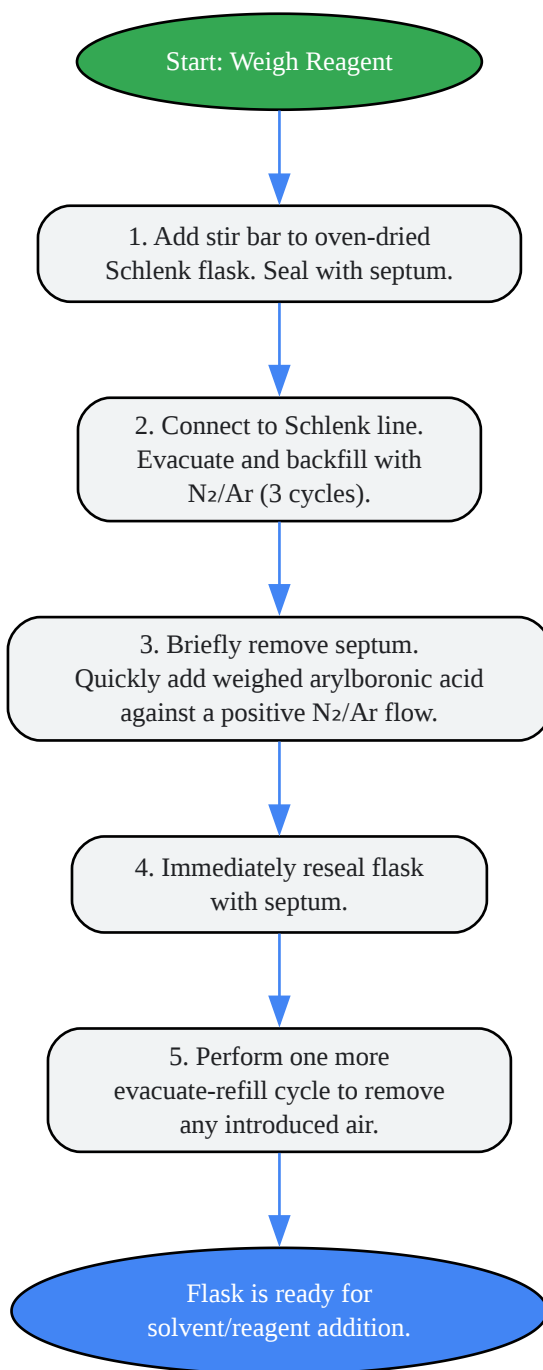 Start: Weigh Reagent
1. Add stir bar to oven-dried
Schlenk flask. Seal with septum.
2. Connect to Schlenk line.
Evacuate and backfill with
N₂/Ar (3 cycles).
3. Briefly remove septum.
Quickly add weighed arylboronic acid
against a positive N₂/Ar flow.
4. Immediately reseal flask
with septum.
5. Perform one more
evacuate-refill cycle to remove
any introduced air.
Flask is ready for
solvent/reagent addition.